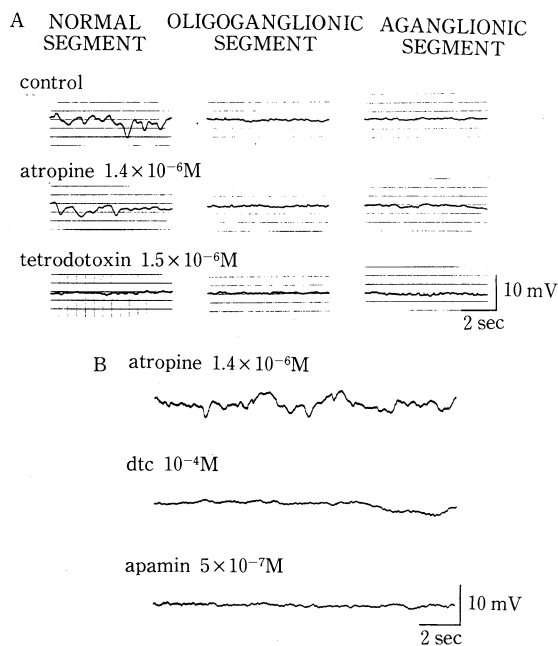 A NORMAL SEGMENT
OLIGOGANGLIONIC SEGMENT
AGANGLIONIC SEGMENT
control
atropine 1.4×10⁻⁶M
tetrodotoxin 1.5×10⁻⁶M
10 mV
2 sec
B atropine 1.4×10⁻⁶M
dtc 10⁻⁴M
apamin 5×10⁻⁷M
10 mV
2 sec